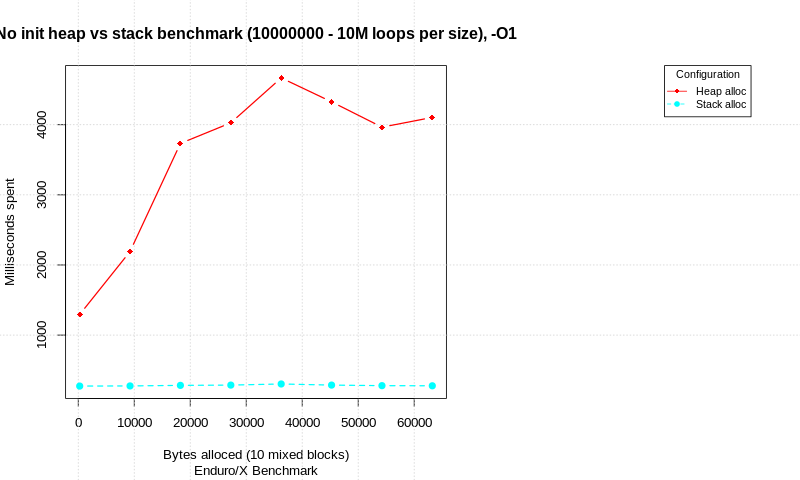 No init heap vs stack benchmark (10000000 - 10M loops per size), -O1
Configuration
Heap alloc
Stack alloc
Milliseconds spent
4000
3000
2000
1000
0 10000 20000 30000 40000 50000 60000
Bytes alloced (10 mixed blocks)
Enduro/X Benchmark